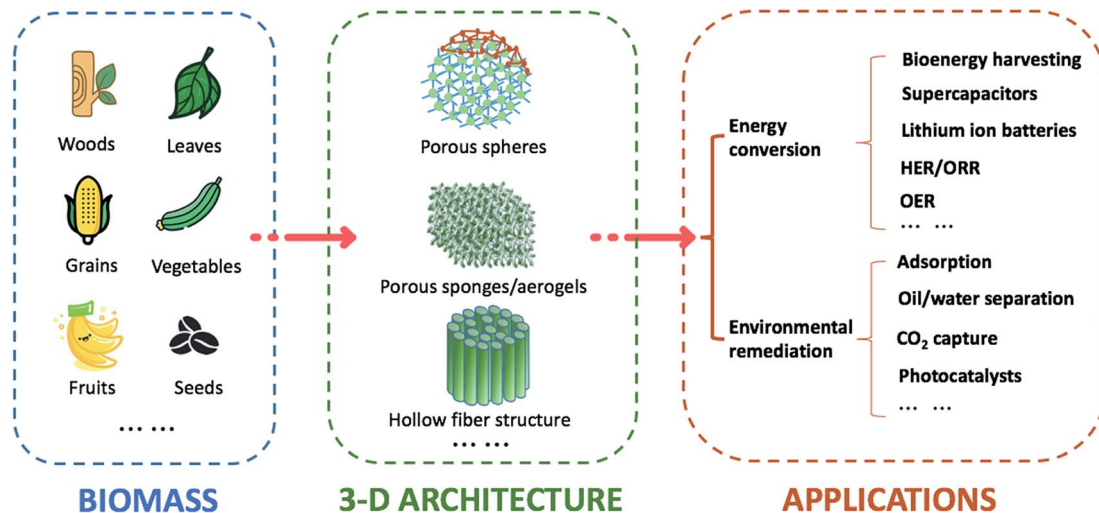 Woods
Leaves
Grains
Vegetables
Fruits
Seeds
... ...
BIOMASS
Porous spheres
Porous sponges/aerogels
Hollow fiber structure
... ...
3-D ARCHITECTURE
Energy
conversion
Bioenergy harvesting
Supercapacitors
Lithium ion batteries
HER/ORR
OER
... ...
Environmental
remediation
Adsorption
Oil/water separation
CO₂ capture
Photocatalysts
... ...
APPLICATIONS